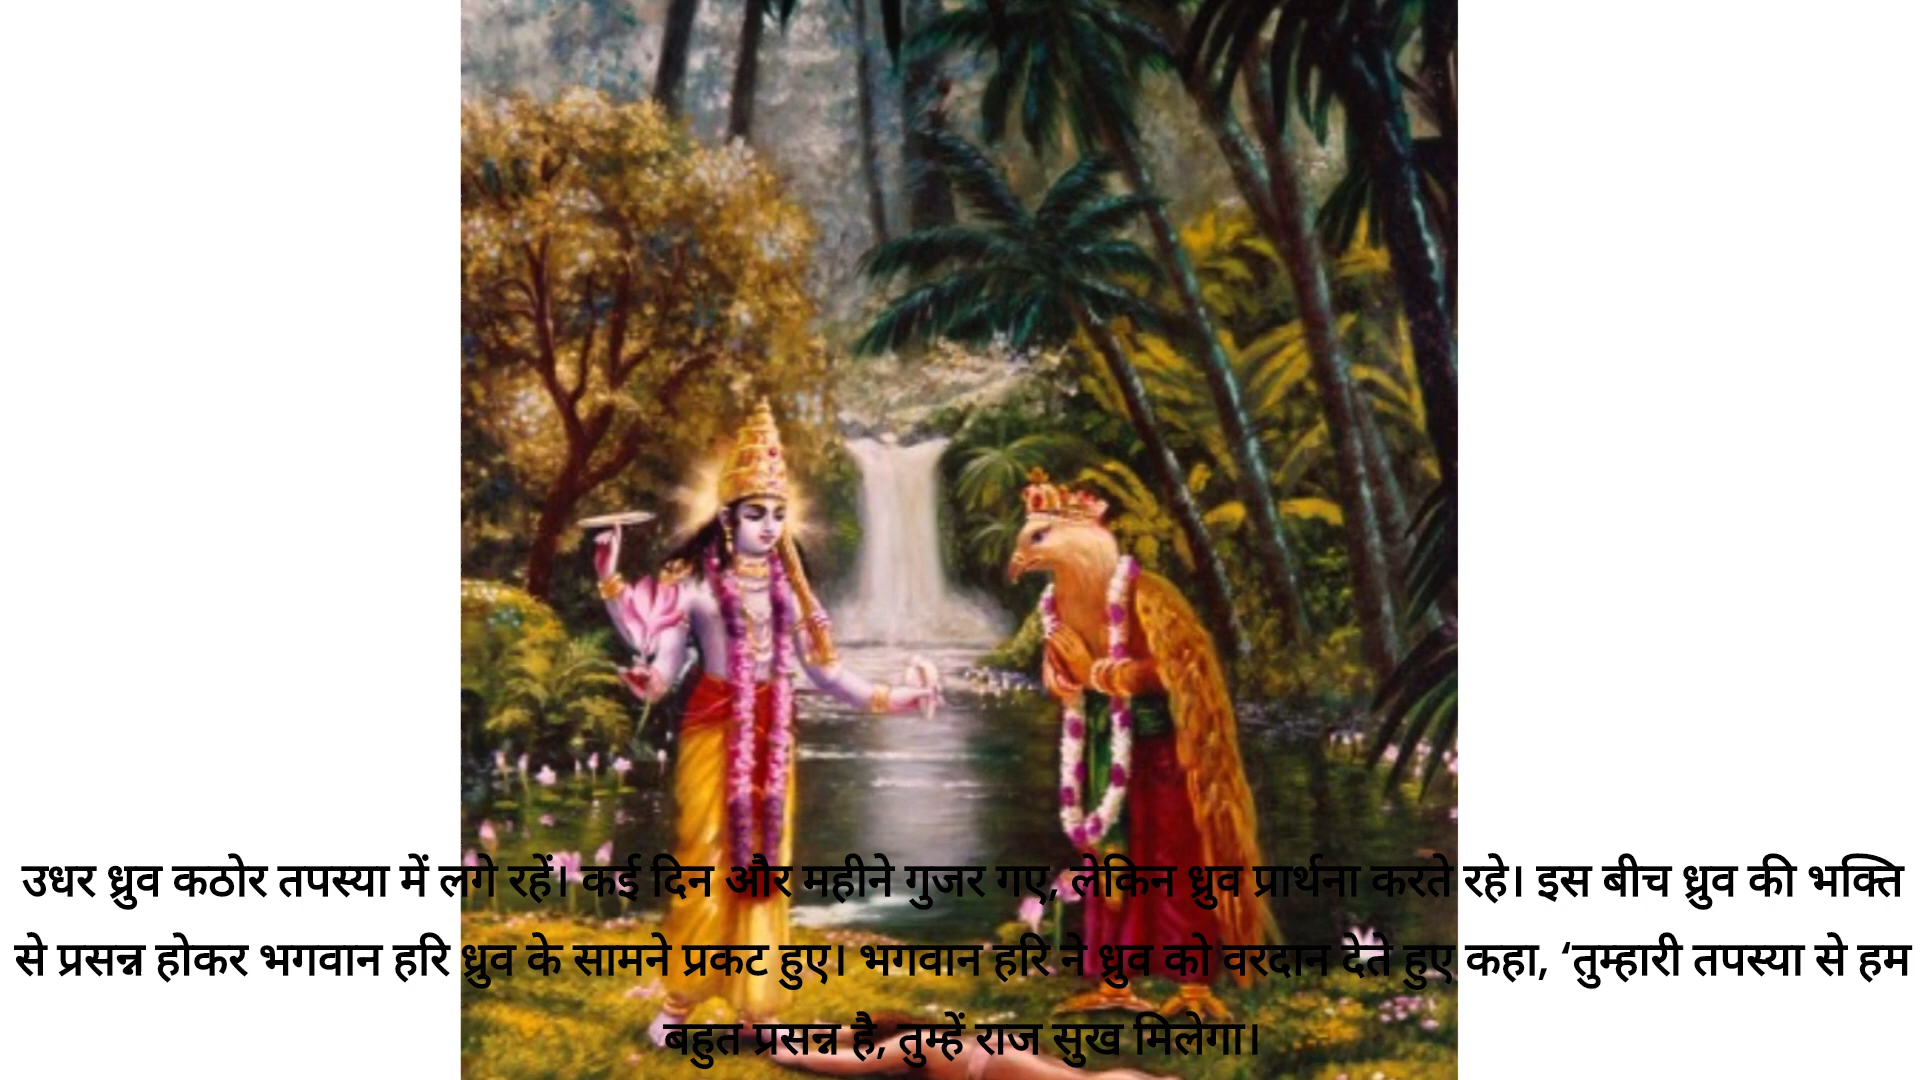 उधर ध्रुव कठोर तपस्या में लगे रहें। कई दिन और महीने गुजर गए, लेकिन ध्रुव प्रार्थना करते रहे। इस बीच ध्रुव की भक्ति
से प्रसन्न होकर भगवान हरि ध्रुव के सामने प्रकट हुए। भगवान हरि ने ध्रुव को वरदान देते हुए कहा, ‘तुम्हारी तपस्या से हम
बहुत प्रसन्न है, तुम्हें राज सुख मिलेगा।